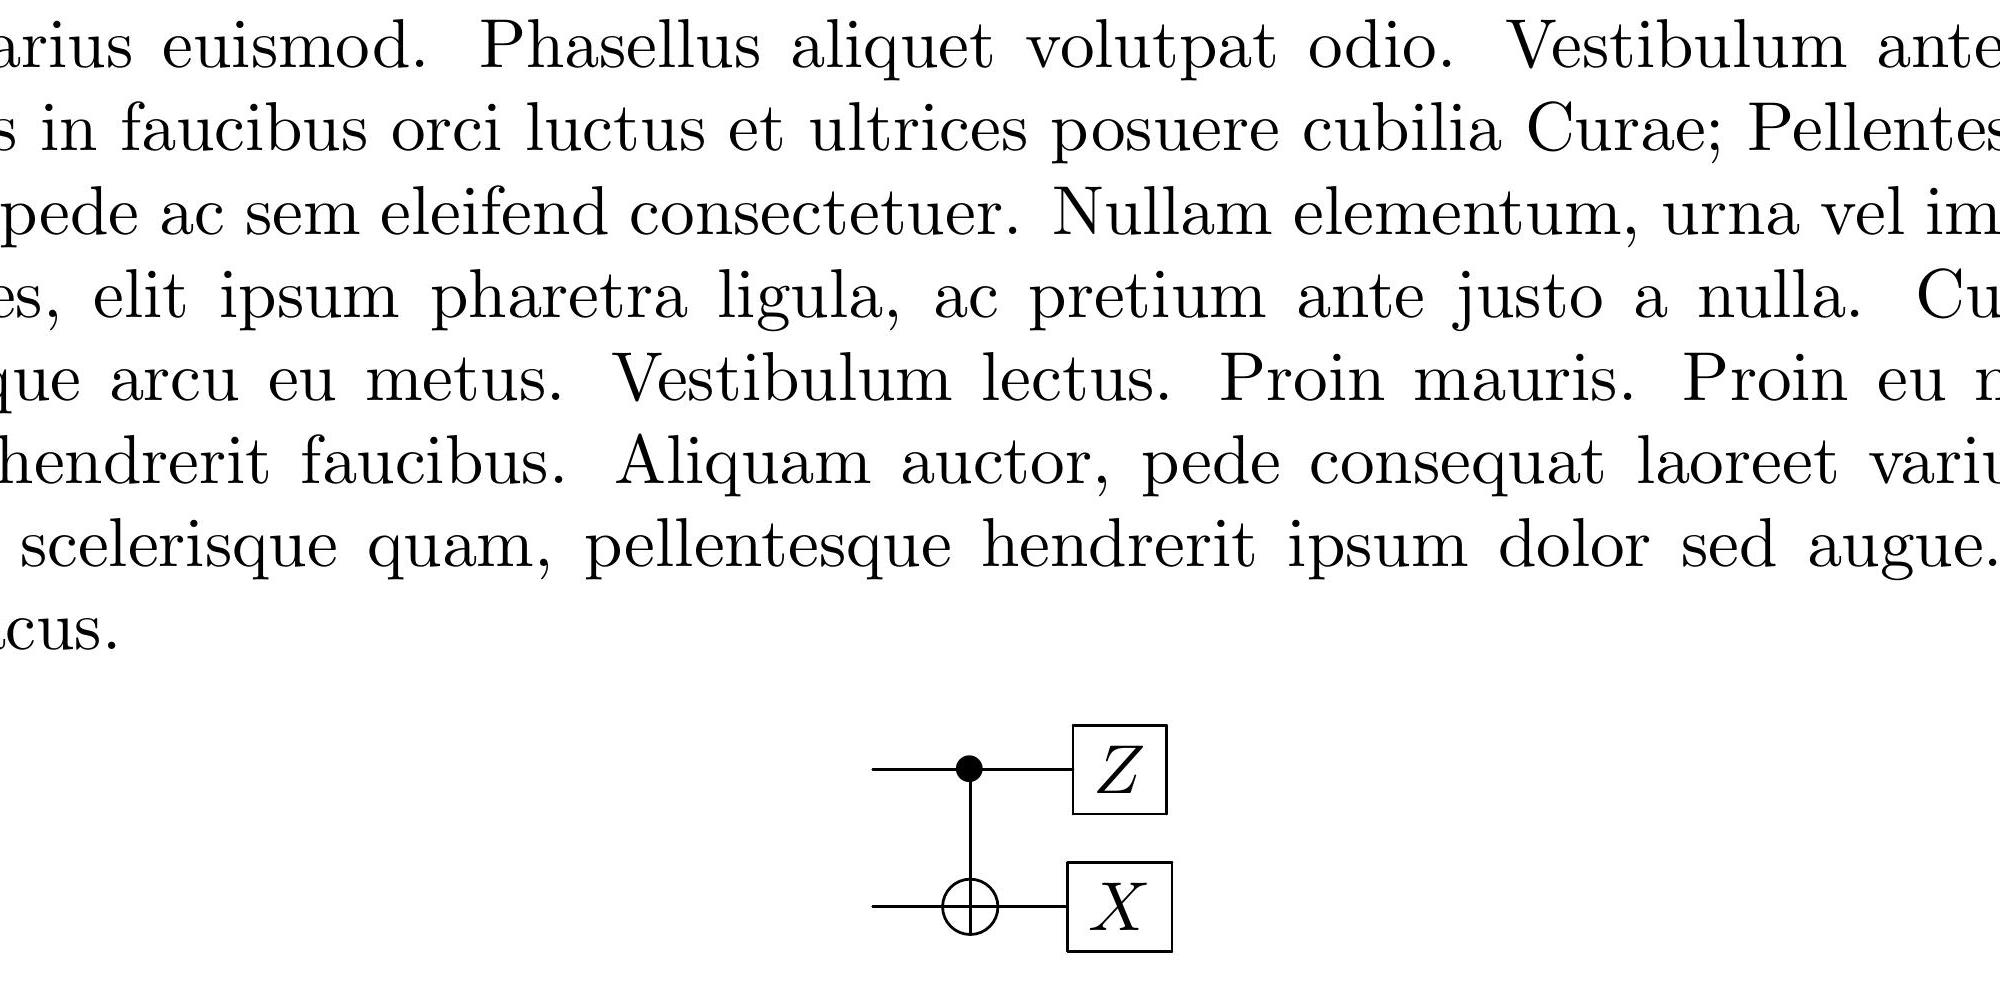 arius euismod. Phasellus aliquet volutpat odio. Vestibulum ante
s in faucibus orci luctus et ultrices posuere cubilia Curae; Pellentes
pede ac sem eleifend consectetuer. Nullam elementum, urna vel im
es, elit ipsum pharetra ligula, ac pretium ante justo a nulla. Cu
que arcu eu metus. Vestibulum lectus. Proin mauris. Proin eu n
hendrerit faucibus. Aliquam auctor, pede consequat laoreet variu
scelerisque quam, pellentesque hendrerit ipsum dolor sed augue.
cus.
Z
X